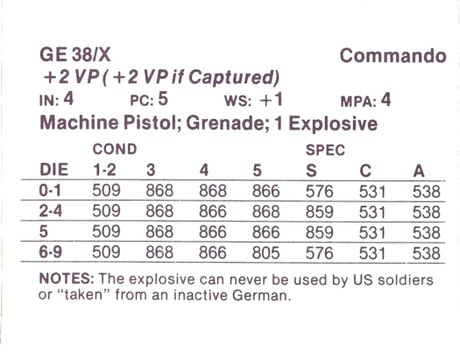 GE 38/X Commando
+2 VP (+2 VP if Captured)
IN: 4 PC: 5 WS: +1 MPA: 4
Machine Pistol; Grenade; 1 Explosive
COND SPEC
DIE 1-2 3 4 5 S C A
0-1 509 868 868 866 576 531 538
2-4 509 868 866 868 859 531 538
5 509 868 866 868 859 531 538
6-9 509 868 866 805 576 531 538
NOTES: The explosive can never be used by US soldiers
or “taken” from an inactive German.